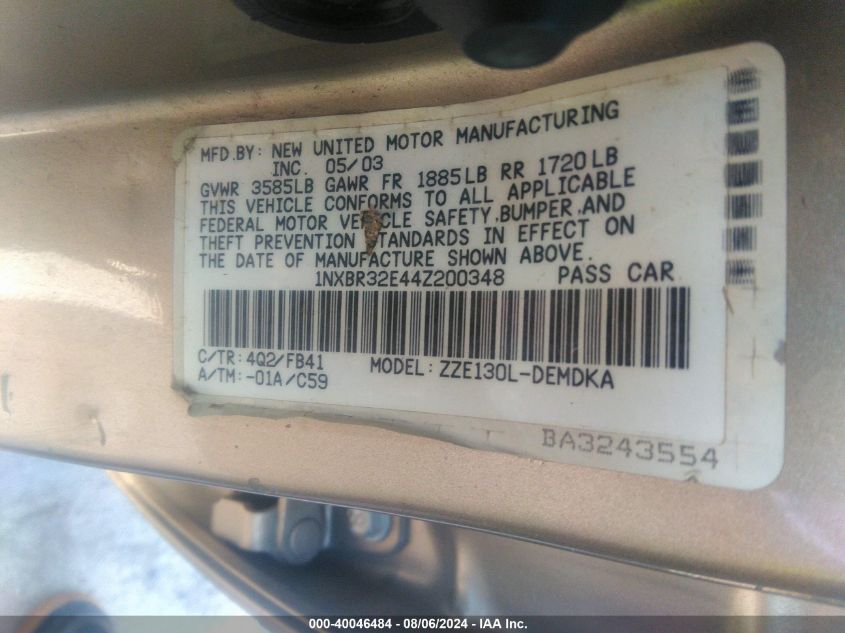 MFD.BY: NEW UNITED MOTOR MANUFACTURING
INC. 05/03
GVWR 3585LB GAWR FR 1885LB RR 1720LB
THIS VEHICLE CONFORMS TO ALL APPLICABLE
FEDERAL MOTOR VEHICLE SAFETY,BUMPER,AND
THEFT PREVENTION STANDARDS IN EFFECT ON
THE DATE OF MANUFACTURE SHOWN ABOVE.
1NXBR32E44Z200348 PASS CAR
C/TR: 4Q2/FB41 MODEL: ZZE130L-DEMDKA
A/TM: -01A/C59
BA3243554
000-40046484 - 08/06/2024 - IAA Inc.